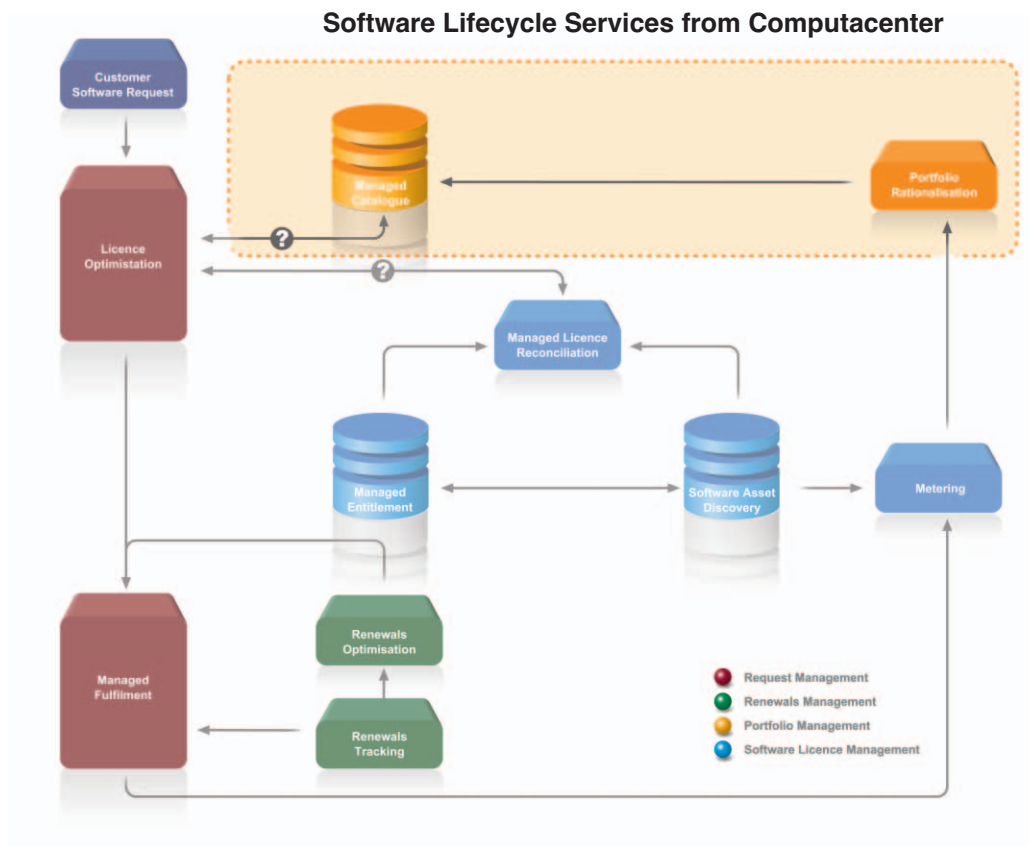 Software Lifecycle Services from Computacenter
Customer
Software Request
Managed
Catalogue
Portfolio
Rationalisation
?
Licence
Optimistation
?
Managed Licence
Reconciliation
Managed
Entitlement
Software Asset
Discovery
Metering
Renewals
Optimisation
Managed
Fulfilment
Renewals
Tracking
Request Management
Renewals Management
Portfolio Management
Software Licence Management